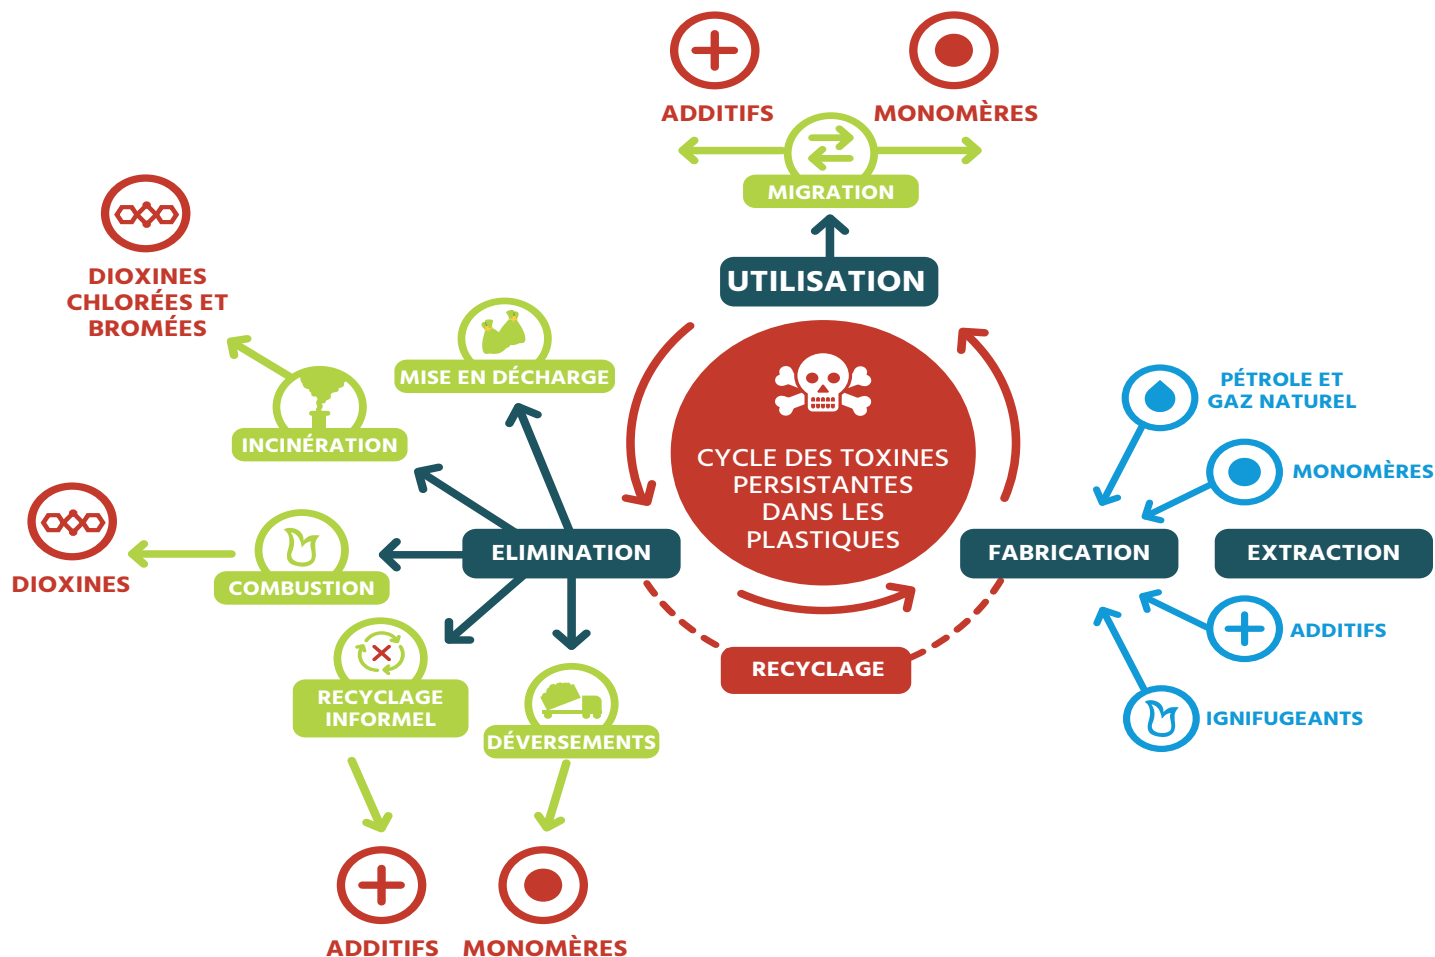 ADDITIFS
MONOMÈRES
MIGRATION
UTILISATION
DIOXINES
CHLORÉES ET
BROMÉES
MISE EN DÉCHARGE
INCINÉRATION
PÉTROLE ET
GAZ NATUREL
MONOMÈRES
CYCLE DES TOXINES
PERSISTANTES
DANS LES
PLASTIQUES
ELIMINATION
FABRICATION
EXTRACTION
DIOXINES
COMBUSTION
ADDITIFS
RECYCLAGE
RECYCLAGE
INFORMEL
DÉVERSEMENTS
IGNIFUGEANTS
ADDITIFS
MONOMÈRES